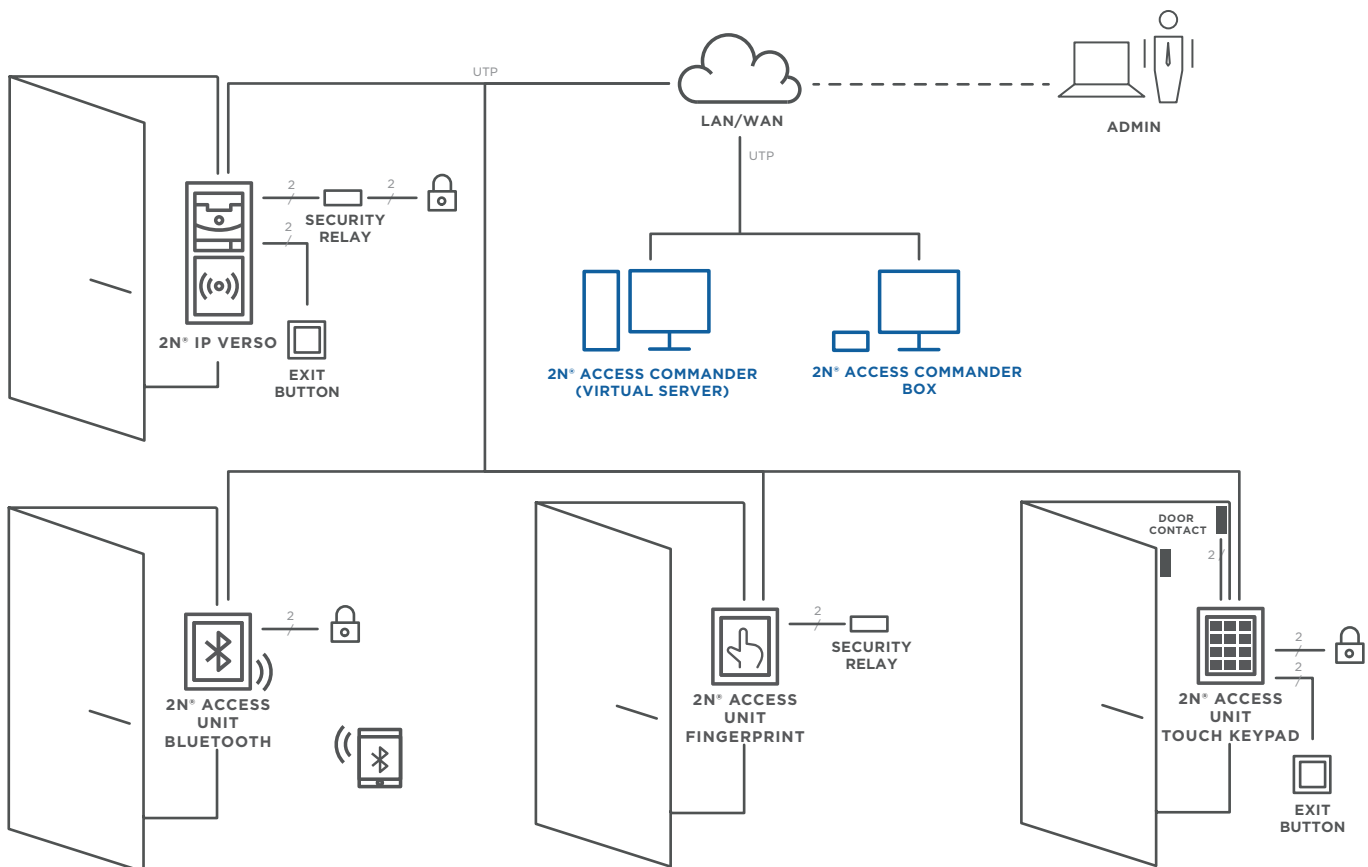 UTP
LAN/WAN
ADMIN
UTP
2
2
SECURITY
RELAY
2
2N® IP VERSO
EXIT
BUTTON
2N® ACCESS COMMANDER
(VIRTUAL SERVER)
2N® ACCESS COMMANDER
BOX
2
2N® ACCESS
UNIT
BLUETOOTH
2
SECURITY
RELAY
2N® ACCESS
UNIT
FINGERPRINT
DOOR
CONTACT
2
2
2
2N® ACCESS
UNIT
TOUCH KEYPAD
EXIT
BUTTON